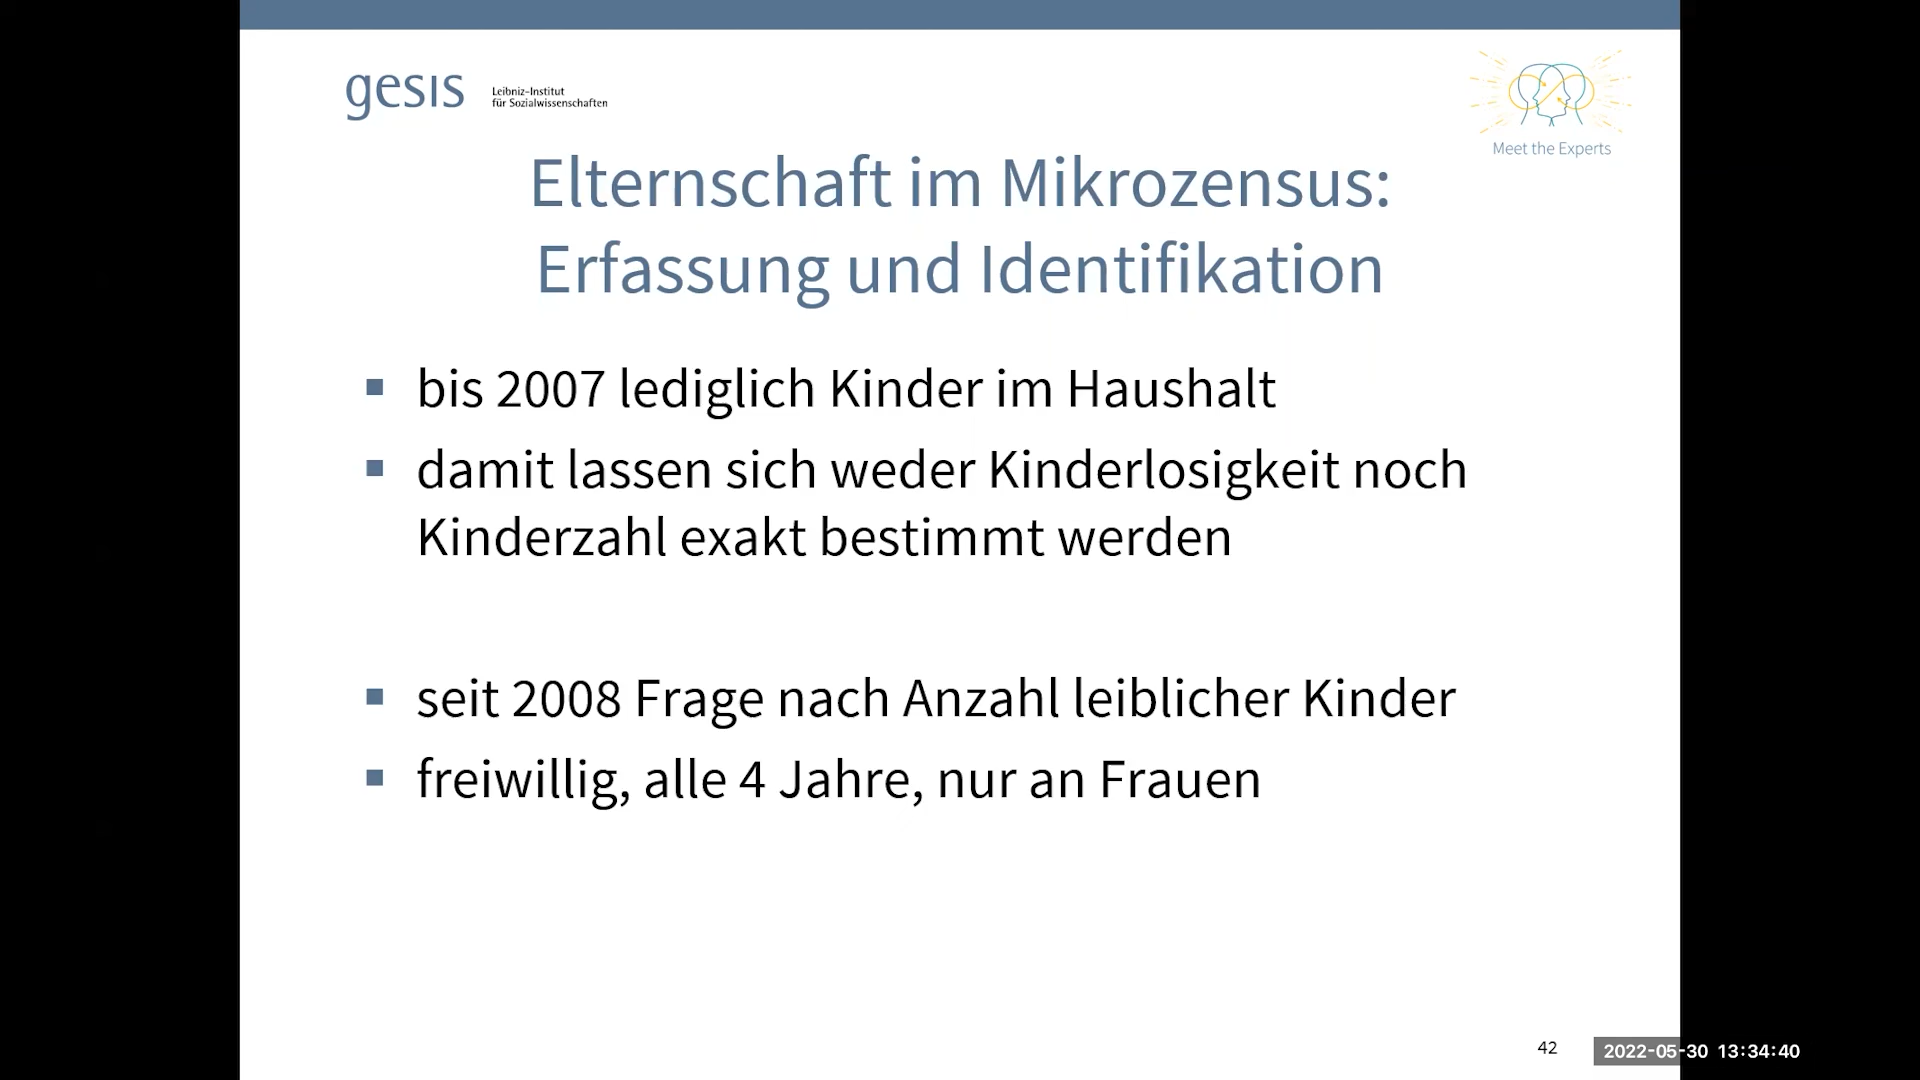 gesis
Leibniz-Institut
für Sozialwissenschaften
Meet the Experts
Elternschaft im Mikrozensus:
Erfassung und Identifikation
bis 2007 lediglich Kinder im Haushalt
damit lassen sich weder Kinderlosigkeit noch
Kinderzahl exakt bestimmt werden
seit 2008 Frage nach Anzahl leiblicher Kinder
freiwillig, alle 4 Jahre, nur an Frauen
42
2022-05-30 13:34:40